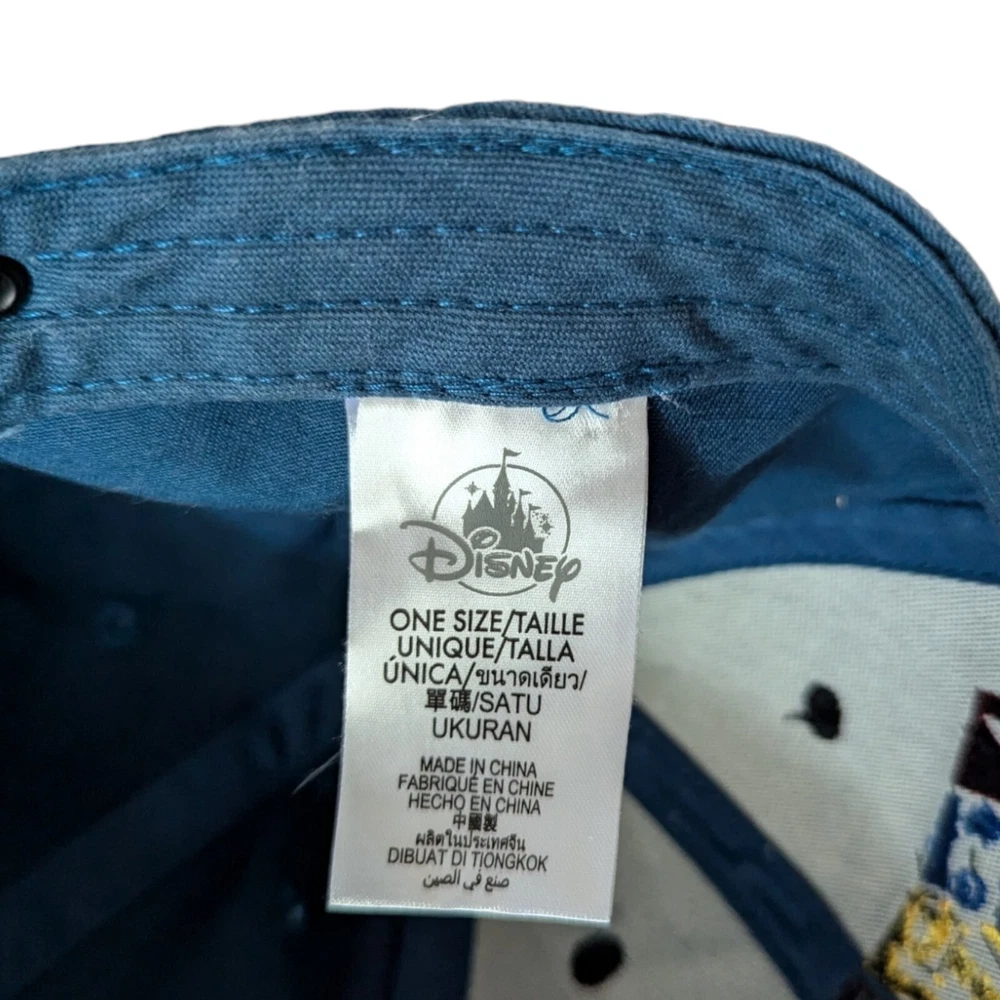 Disney
ONE SIZE/TAILLE
UNIQUE/TALLA
ÚNICA/ขนาดเดียว/
單碼/SATU
UKURAN
MADE IN CHINA
FABRIQUÉ EN CHINE
HECHO EN CHINA
中國製
ผลิตในประเทศจีน
DIBUAT DI TIONGKOK
صنع في الصين